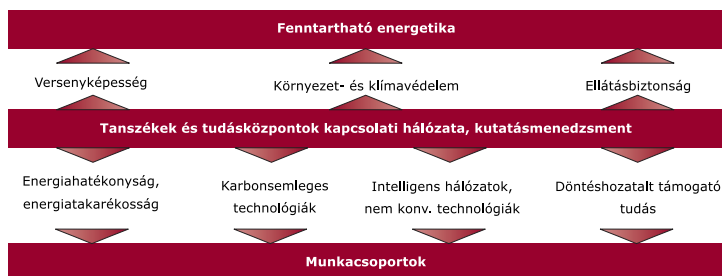 Fenntartható energetika
Versenyképesség
Környezet- és klímavédelem
Ellátásbiztonság
Tanszékek és tudásközpontok kapcsolati hálózata, kutatásmenedzsment
Energiahatékonyság,
energiatakarékosság
Karbonsemleges
technológiák
Intelligens hálózatok,
nem konv. technológiák
Döntéshozatalt támogató
tudás
Munkacsoportok